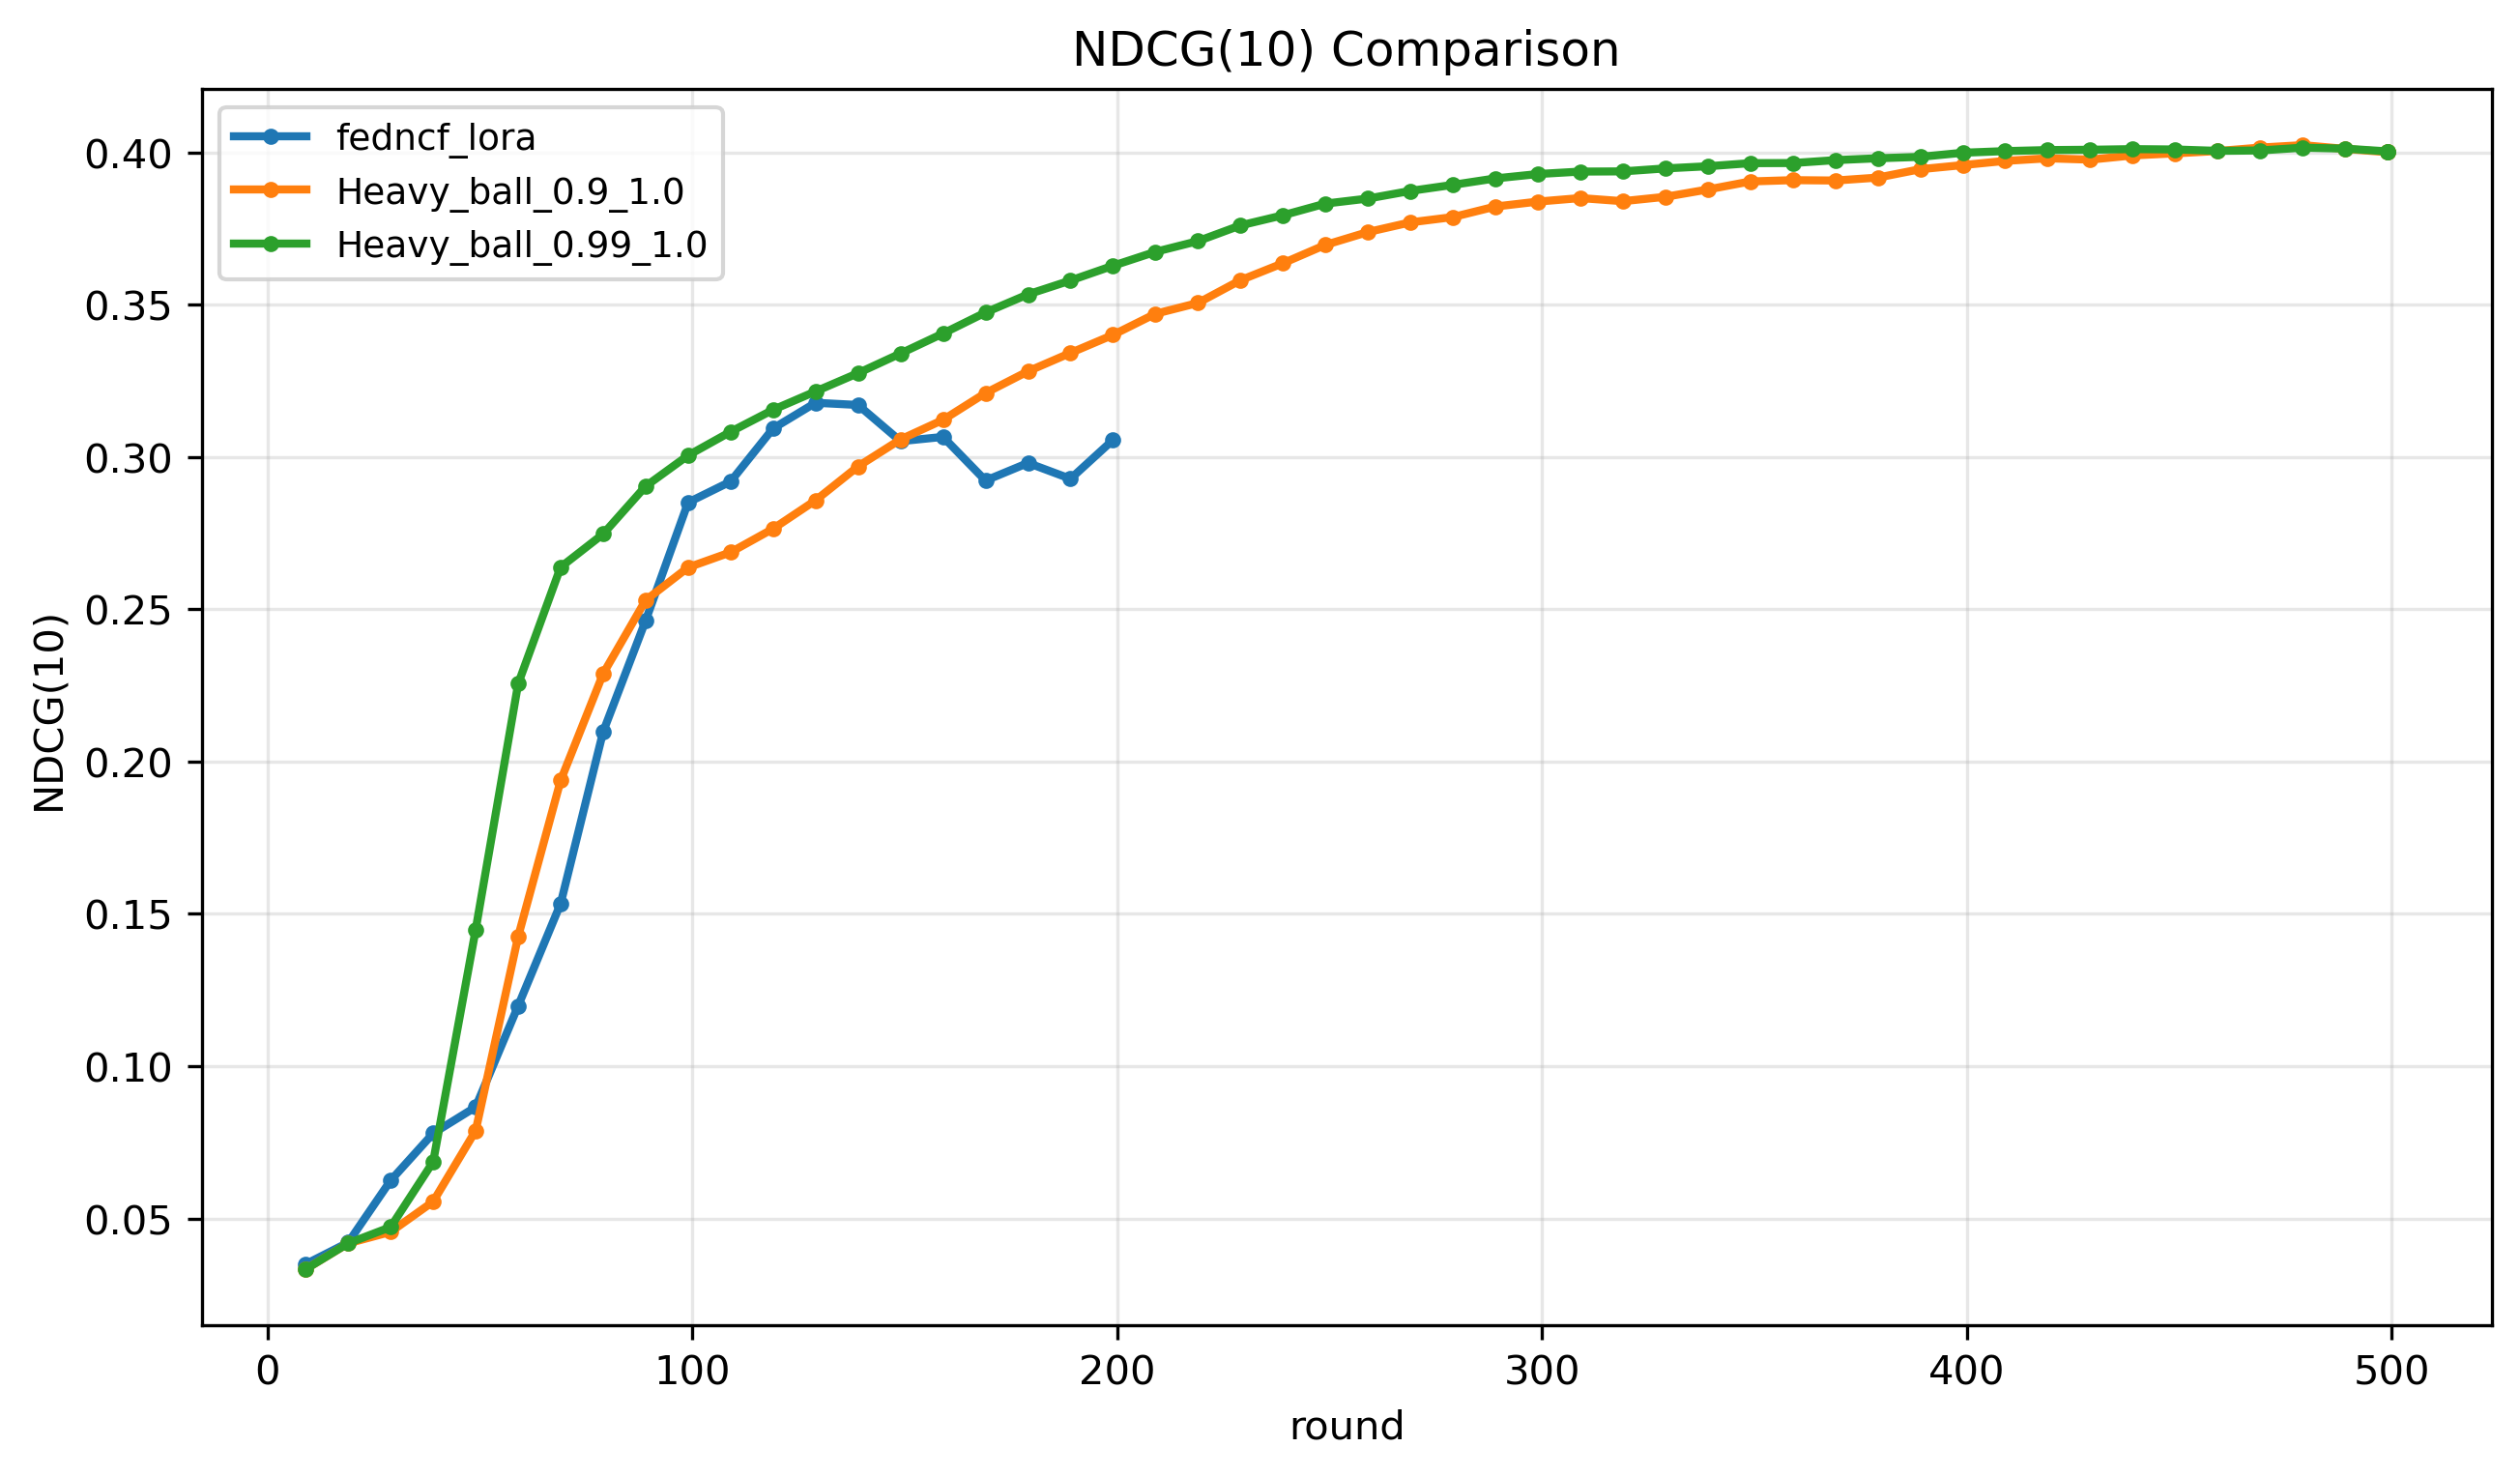 NDCG(10) Comparison
fedncf_lora
Heavy_ball_0.9_1.0
Heavy_ball_0.99_1.0
NDCG(10)
0.40
0.35
0.30
0.25
0.20
0.15
0.10
0.05
0 100 200 300 400 500
round